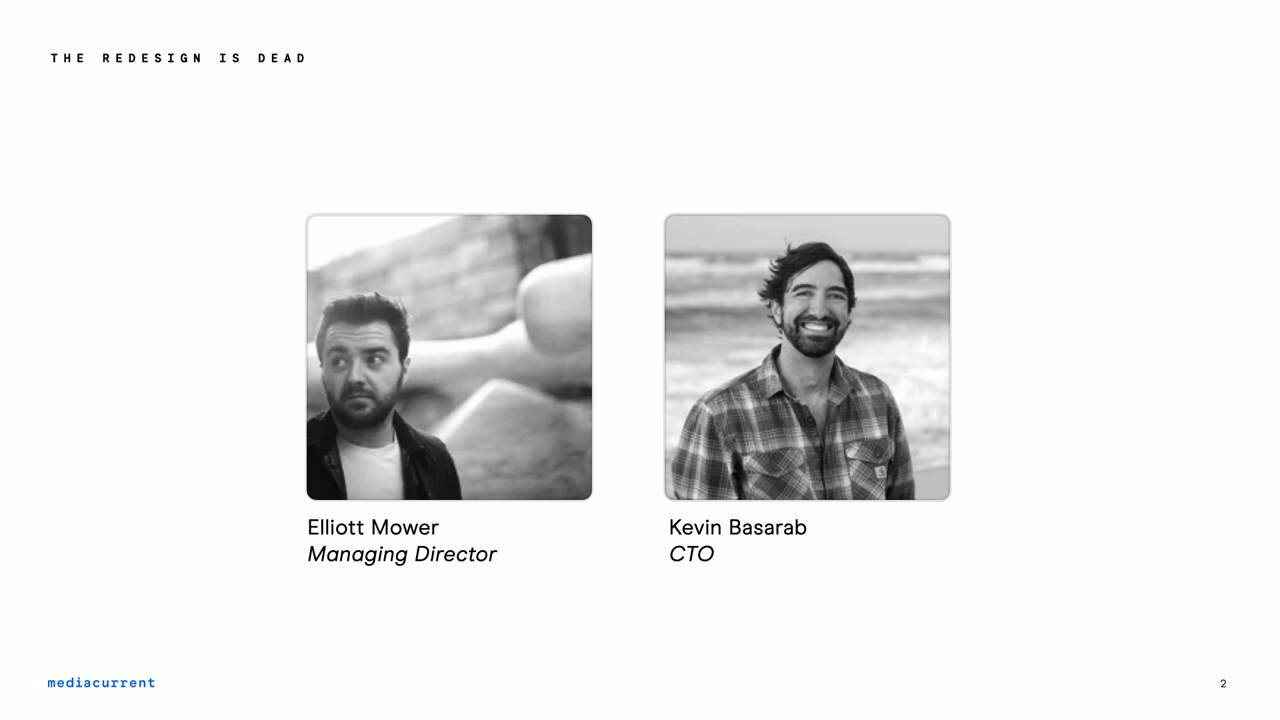 THE REDESIGN IS DEAD
Elliott Mower
Managing Director
Kevin Basarab
CTO
mediacurrent
2